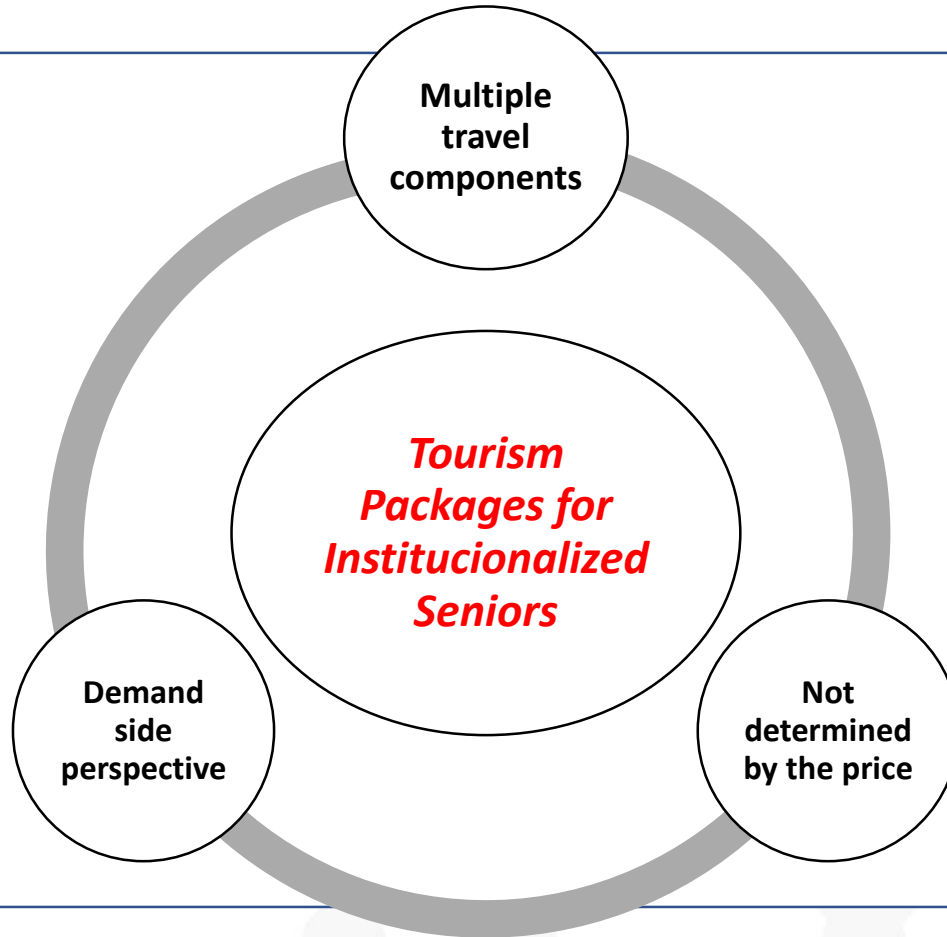 Multiple
travel
components
Tourism
Packages for
Institucionalized
Seniors
Demand
side
perspective
Not
determined
by the price